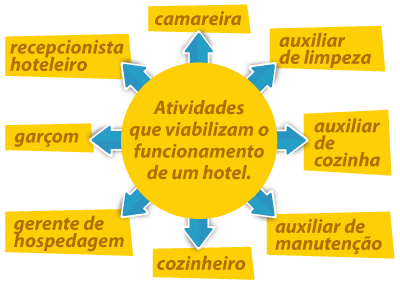 camareira
recepcionista
hoteleiro
auxiliar
de limpeza
Atividades
que viabilizam o
funcionamento
de um hotel.
garçom
auxiliar
de
cozinha
gerente de
hospedagem
auxiliar de
manutenção
cozinheiro